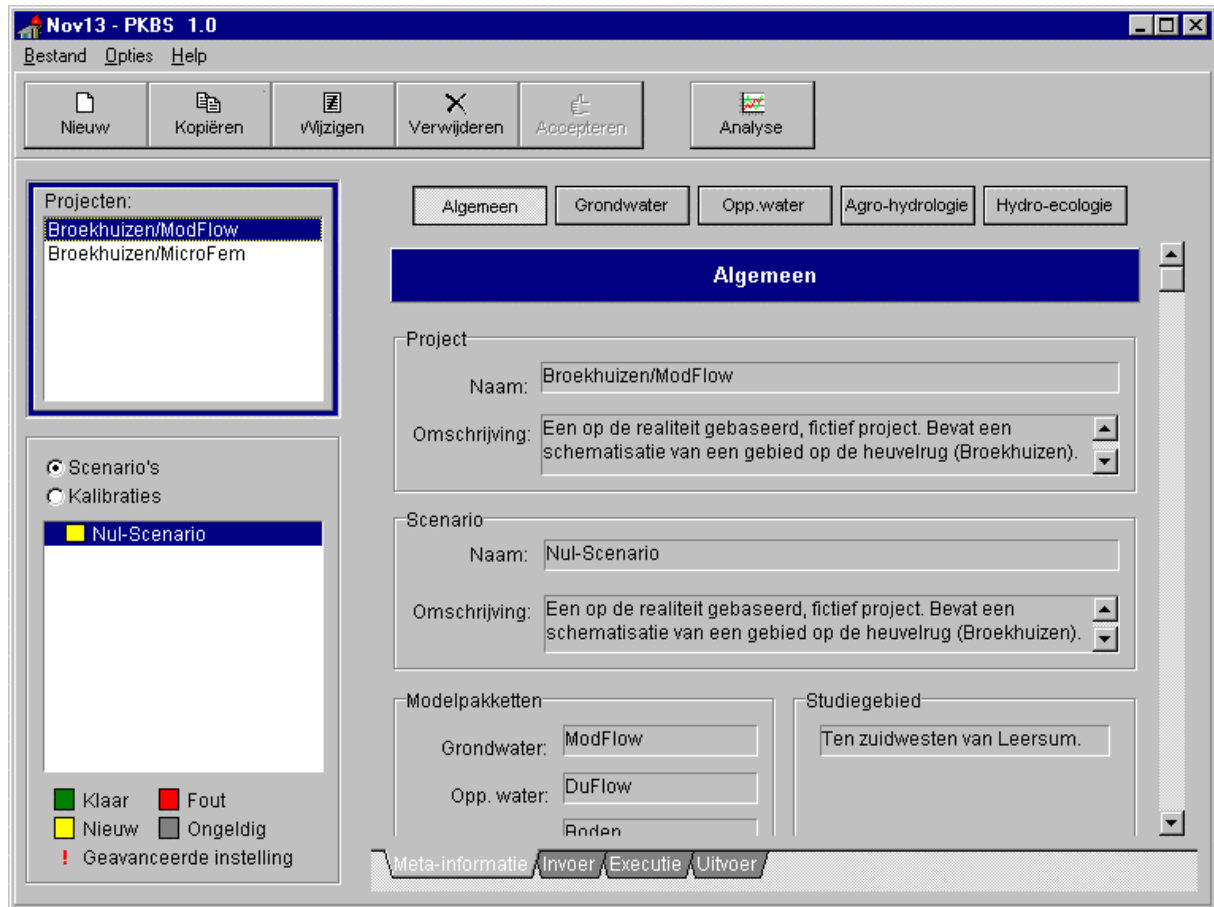 Nov13 - PKBS 1.0
Bestand Opties Help
Nieuw Kopiëren Wijzigen Verwijderen Accepteren Analyse
Projecten:
Broekhuizen/ModFlow
Broekhuizen/MicroFem
Scenario's
Kalibraties
Nul-Scenario
Klaar Fout
Nieuw Ongeldig
! Geavanceerde instelling
Algemeen Grondwater Opp.water Agro-hydrologie Hydro-ecologie
Algemeen
Project
Naam: Broekhuizen/ModFlow
Omschrijving: Een op de realiteit gebaseerd, fictief project. Bevat een
schematisatie van een gebied op de heuvelrug (Broekhuizen).
Scenario
Naam: Nul-Scenario
Omschrijving: Een op de realiteit gebaseerd, fictief project. Bevat een
schematisatie van een gebied op de heuvelrug (Broekhuizen).
Modelpakketten
Grondwater: ModFlow
Opp. water: DuFlow
Boden
Studiegebied
Ten zuidwesten van Leersum.
Meta-informatie Invoer Executie Uitvoer